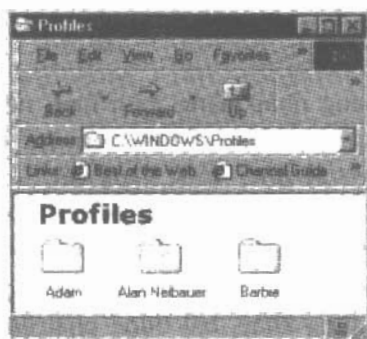 Profiles
File Edit View Go Favorites »
Back Forward Up »
Address C:\WINDOWS\Profiles
Links Best of the Web Channel Guide »
Profiles
Adam Alan Neibauer Barbie